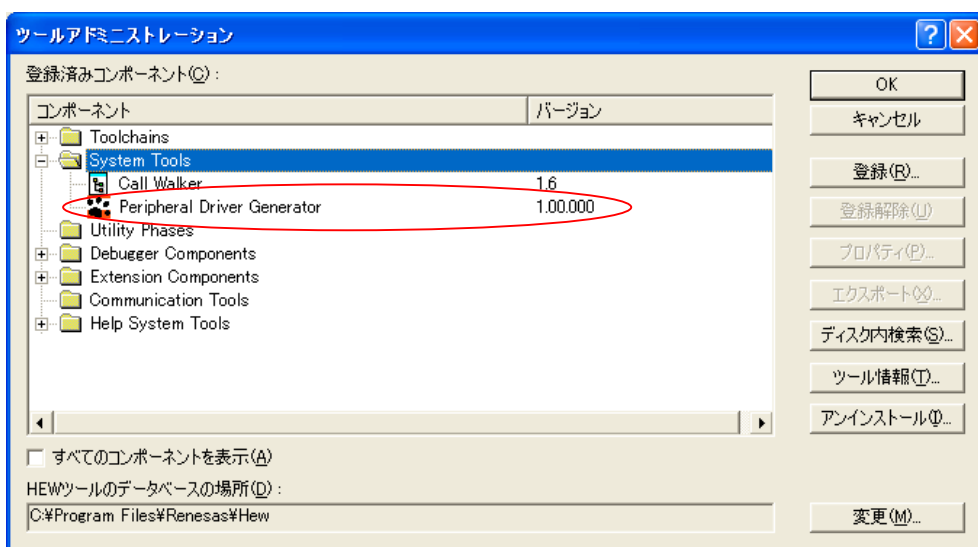 ツールアドミニストレーション
登録済みコンポーネント(C):
コンポーネント バージョン
Toolchains
System Tools
Call Walker 1.6
Peripheral Driver Generator 1.00.000
Utility Phases
Debugger Components
Extension Components
Communication Tools
Help System Tools
すべてのコンポーネントを表示(A)
HEWツールのデータベースの場所(D):
C:¥Program Files¥Renesas¥Hew
OK
キャンセル
登録(R)...
登録解除(U)
プロパティ(P)...
エクスポート(X)...
ディスク内検索(S)...
ツール情報(T)...
アンインストール(I)...
変更(M)...